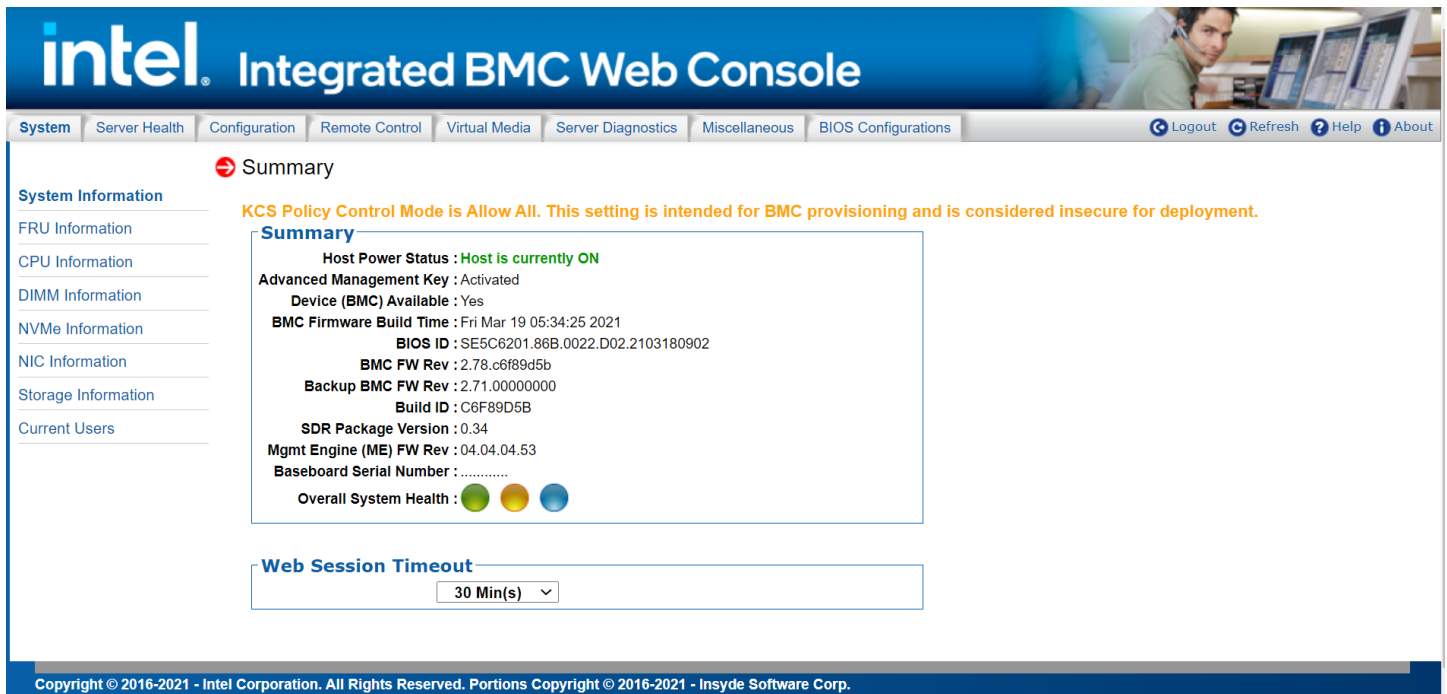 intel. Integrated BMC Web Console
System Server Health Configuration Remote Control Virtual Media Server Diagnostics Miscellaneous BIOS Configurations Logout Refresh Help About
Summary
System Information
FRU Information
CPU Information
DIMM Information
NVMe Information
NIC Information
Storage Information
Current Users
KCS Policy Control Mode is Allow All. This setting is intended for BMC provisioning and is considered insecure for deployment.
Summary
Host Power Status : Host is currently ON
Advanced Management Key : Activated
Device (BMC) Available : Yes
BMC Firmware Build Time : Fri Mar 19 05:34:25 2021
BIOS ID : SE5C6201.86B.0022.D02.2103180902
BMC FW Rev : 2.78.c6f89d5b
Backup BMC FW Rev : 2.71.00000000
Build ID : C6F89D5B
SDR Package Version : 0.34
Mgmt Engine (ME) FW Rev : 04.04.04.53
Baseboard Serial Number : ............
Overall System Health :
Web Session Timeout
30 Min(s)
Copyright © 2016-2021 - Intel Corporation. All Rights Reserved. Portions Copyright © 2016-2021 - Insyde Software Corp.